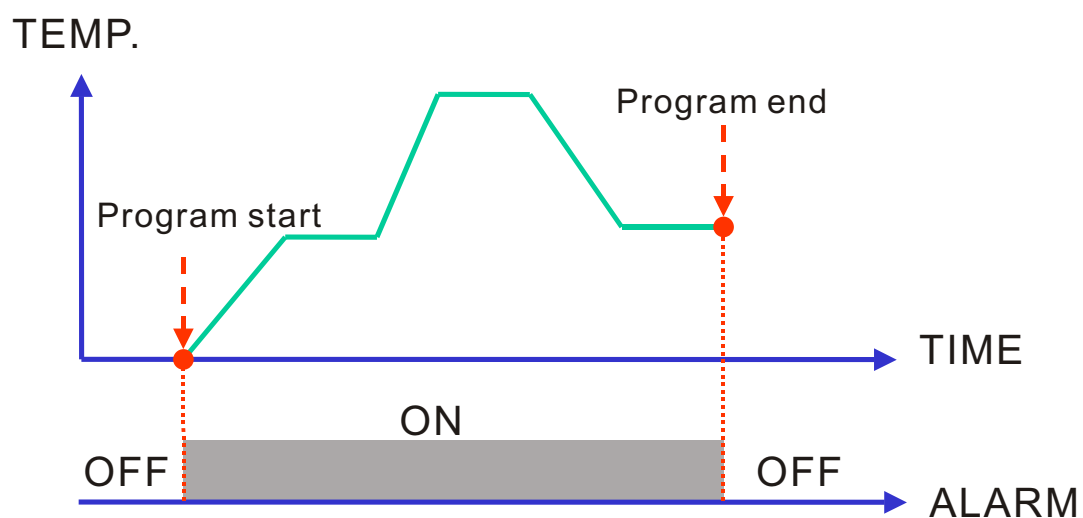 TEMP.
Program end
Program start
TIME
ON
OFF
OFF
ALARM